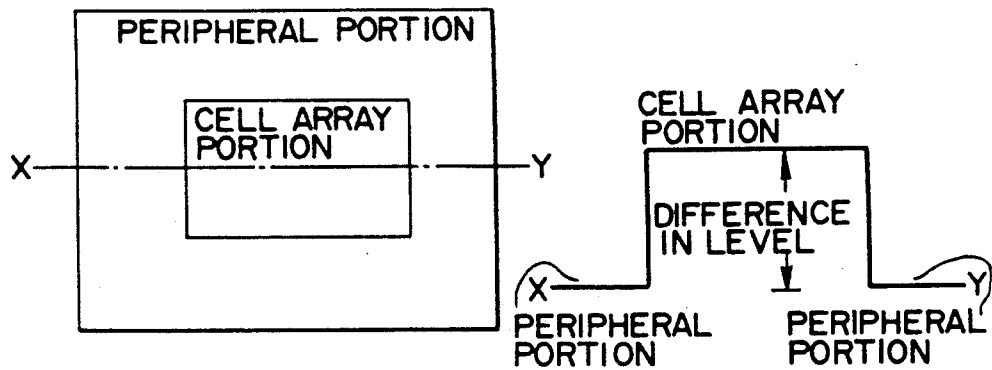 PERIPHERAL PORTION
CELL ARRAY
PORTION
X
Y
CELL ARRAY
PORTION
DIFFERENCE
IN LEVEL
X
Y
PERIPHERAL
PORTION
PERIPHERAL
PORTION